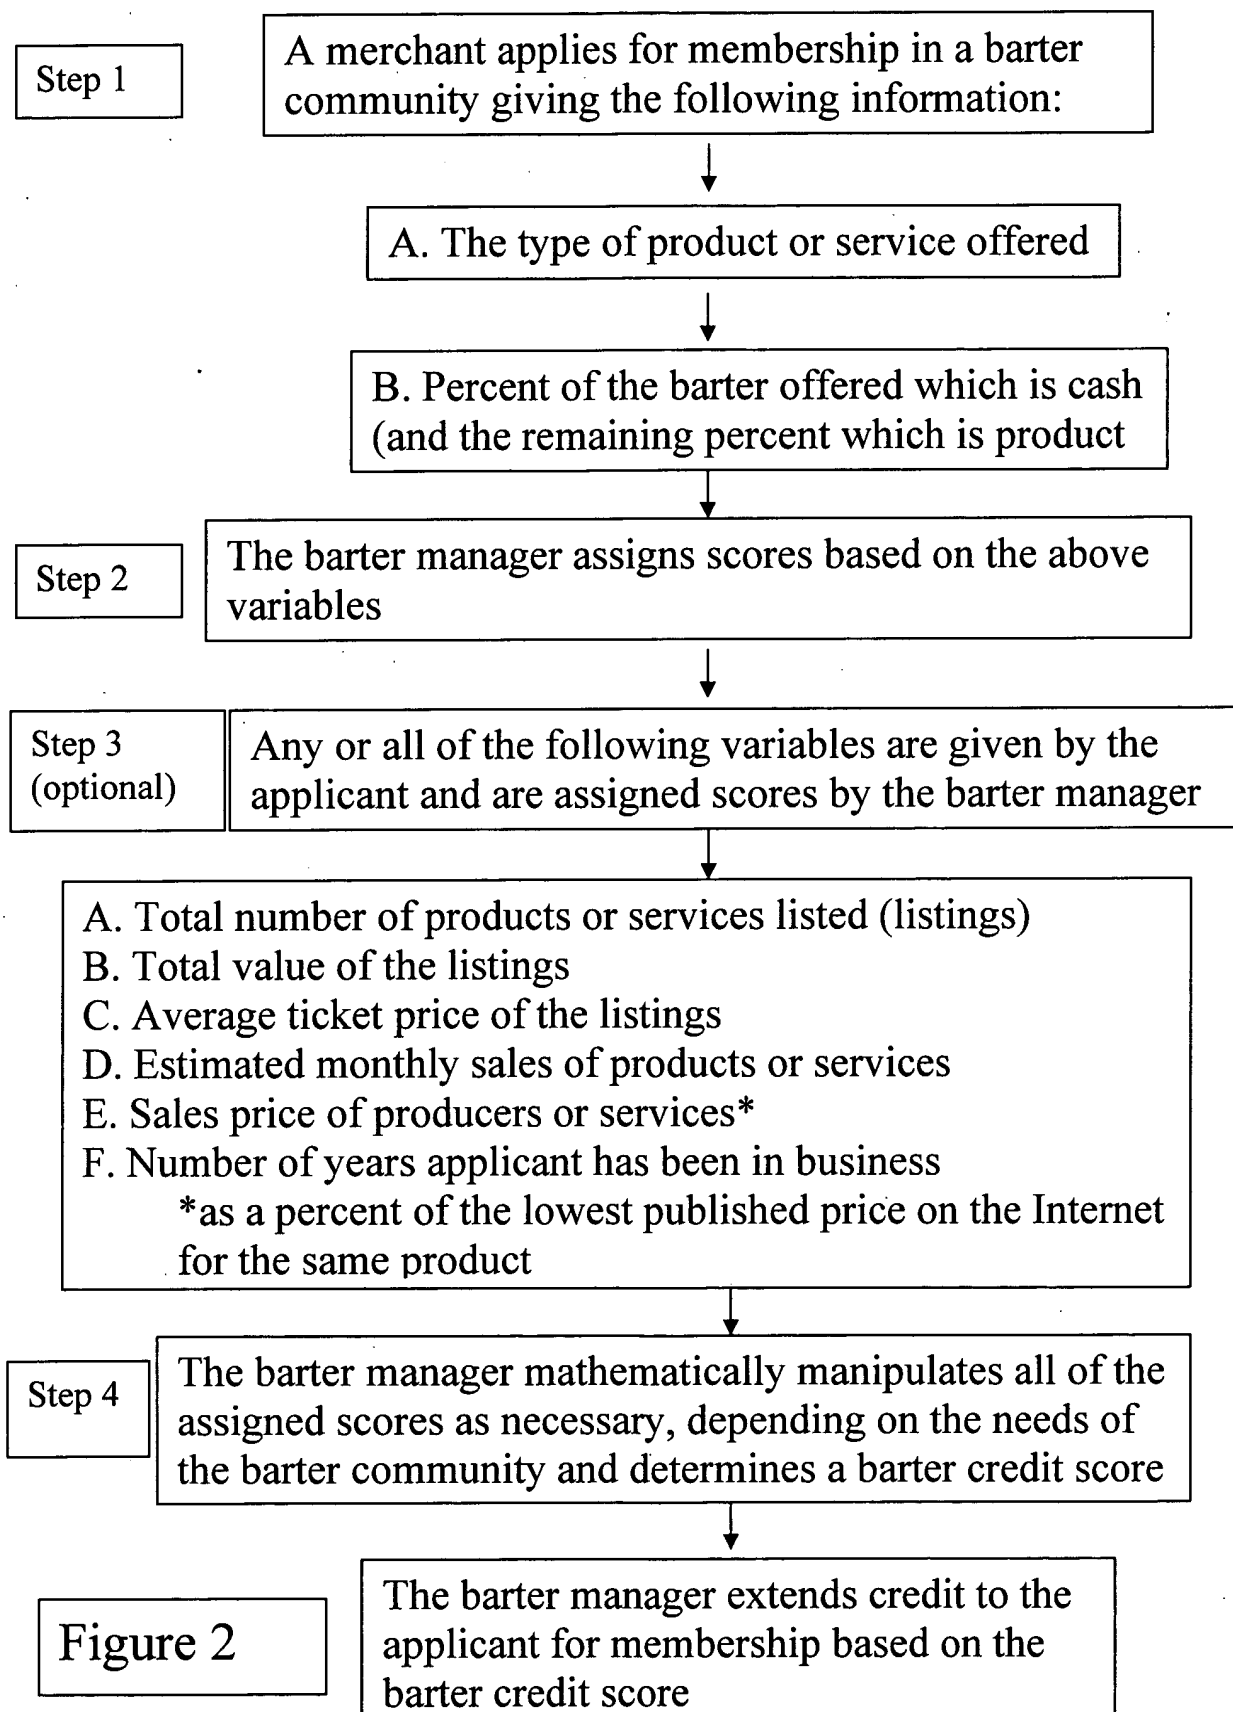 Step 1
A merchant applies for membership in a barter
community giving the following information:
A. The type of product or service offered
B. Percent of the barter offered which is cash
(and the remaining percent which is product
Step 2
The barter manager assigns scores based on the above
variables
Step 3
(optional)
Any or all of the following variables are given by the
applicant and are assigned scores by the barter manager
A. Total number of products or services listed (listings)
B. Total value of the listings
C. Average ticket price of the listings
D. Estimated monthly sales of products or services
E. Sales price of producers or services*
F. Number of years applicant has been in business
*as a percent of the lowest published price on the Internet
for the same product
Step 4
The barter manager mathematically manipulates all of the
assigned scores as necessary, depending on the needs of
the barter community and determines a barter credit score
Figure 2
The barter manager extends credit to the
applicant for membership based on the
barter credit score